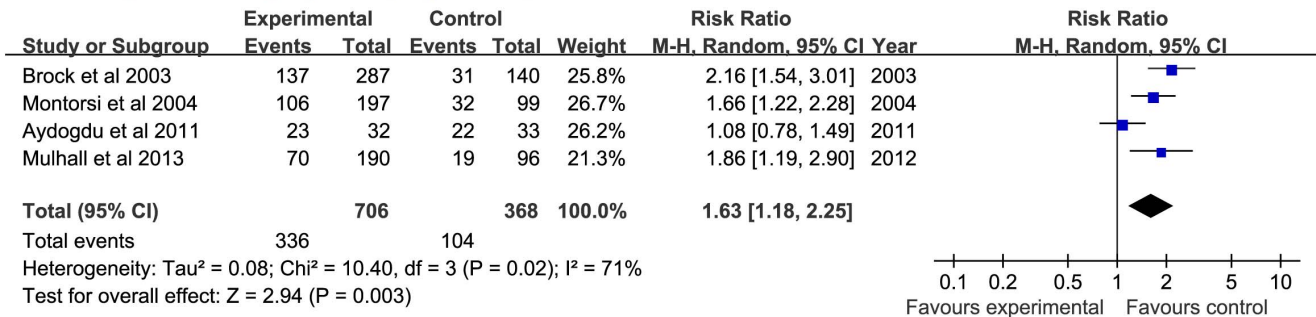 Experimental Control Risk Ratio Risk Ratio
Study or Subgroup Events Total Events Total Weight M-H, Random, 95% CI Year M-H, Random, 95% CI
Brock et al 2003 137 287 31 140 25.8% 2.16 [1.54, 3.01] 2003
Montorsi et al 2004 106 197 32 99 26.7% 1.66 [1.22, 2.28] 2004
Aydogdu et al 2011 23 32 22 33 26.2% 1.08 [0.78, 1.49] 2011
Mulhall et al 2013 70 190 19 96 21.3% 1.86 [1.19, 2.90] 2012
Total (95% CI) 706 368 100.0% 1.63 [1.18, 2.25]
Total events 336 104
Heterogeneity: Tau² = 0.08; Chi² = 10.40, df = 3 (P = 0.02); I² = 71%
Test for overall effect: Z = 2.94 (P = 0.003)
0.1 0.2 0.5 1 2 5 10
Favours experimental Favours control